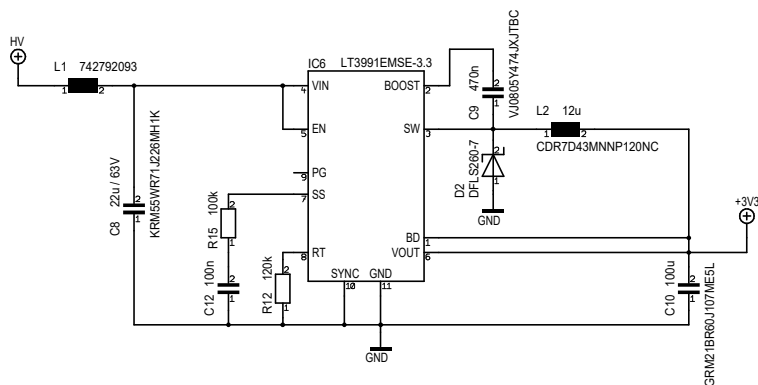 HV
L1 742792093
1 2
IC6 LT3991EMSE-3.3
VIN 4
EN 5
PG 9
SS 7
RT 8
BOOST 2
SW 3
BD 1
VOUT 6
SYNC 10
GND 11
C8 22u / 63V
KRM55WR71J226MH1K
2
1
R15 100k
2
1
C12 100n
2
1
R12 120k
2
1
C9 470n
VJ0805Y474JXJTBC
2
1
L2 12u
1 2
CDR7D43MNNP120NC
D2
DFLS260-7
2
1
GND
+3V3
C10 100u
GRM21BR60J107ME5L
2
1
GND